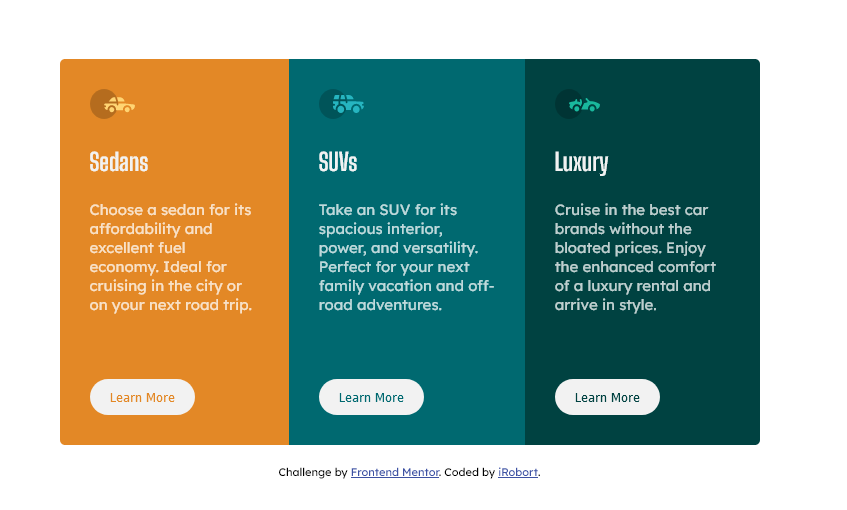 Sedans
Choose a sedan for its
affordability and
excellent fuel
economy. Ideal for
cruising in the city or
on your next road trip.
Learn More
SUVs
Take an SUV for its
spacious interior,
power, and versatility.
Perfect for your next
family vacation and off-
road adventures.
Learn More
Luxury
Cruise in the best car
brands without the
bloated prices. Enjoy
the enhanced comfort
of a luxury rental and
arrive in style.
Learn More
Challenge by Frontend Mentor. Coded by iRobort.